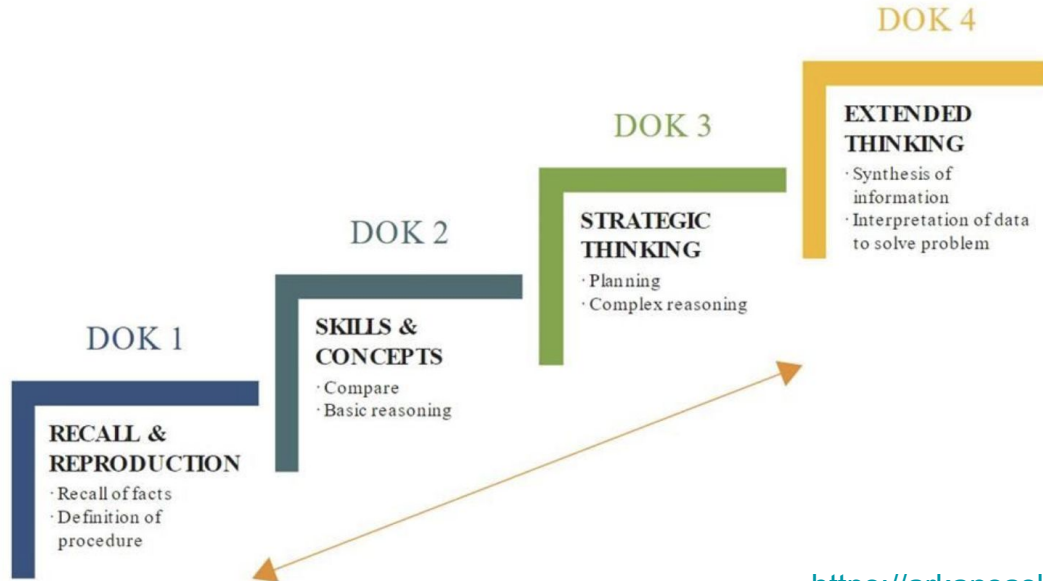 DOK 1
RECALL &
REPRODUCTION
· Recall of facts
· Definition of
procedure
DOK 2
SKILLS &
CONCEPTS
· Compare
· Basic reasoning
DOK 3
STRATEGIC
THINKING
· Planning
· Complex reasoning
DOK 4
EXTENDED
THINKING
· Synthesis of
information
· Interpretation of data
to solve problem